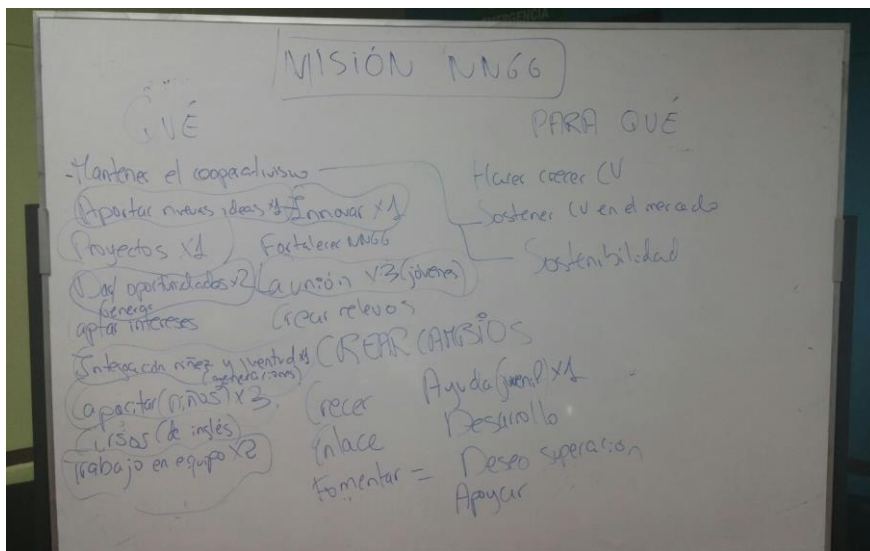 EMERGENCIA
MISIÓN NNGG
QUÉ
- Mantener el cooperativismo
Aportar nuevas ideas Innovar x1
Proyectos x1 Fortalecer NNGG
Dar oportunidades x2 La unión x3 (jóvenes)
Generar
captar intereses Crear relevos
Integración niñez y juventud (generaciones) CREAR CAMBIOS
Capacitar (niños) x3 Crecer Ayuda (juvenil) x1
Cursos (de inglés) Enlace Desarrollo
Trabajo en equipo x2 Fomentar = Deseo superación
Apoyar
PARA QUÉ
Hacer crecer CV
Sostener CV en el mercado
Sostenibilidad